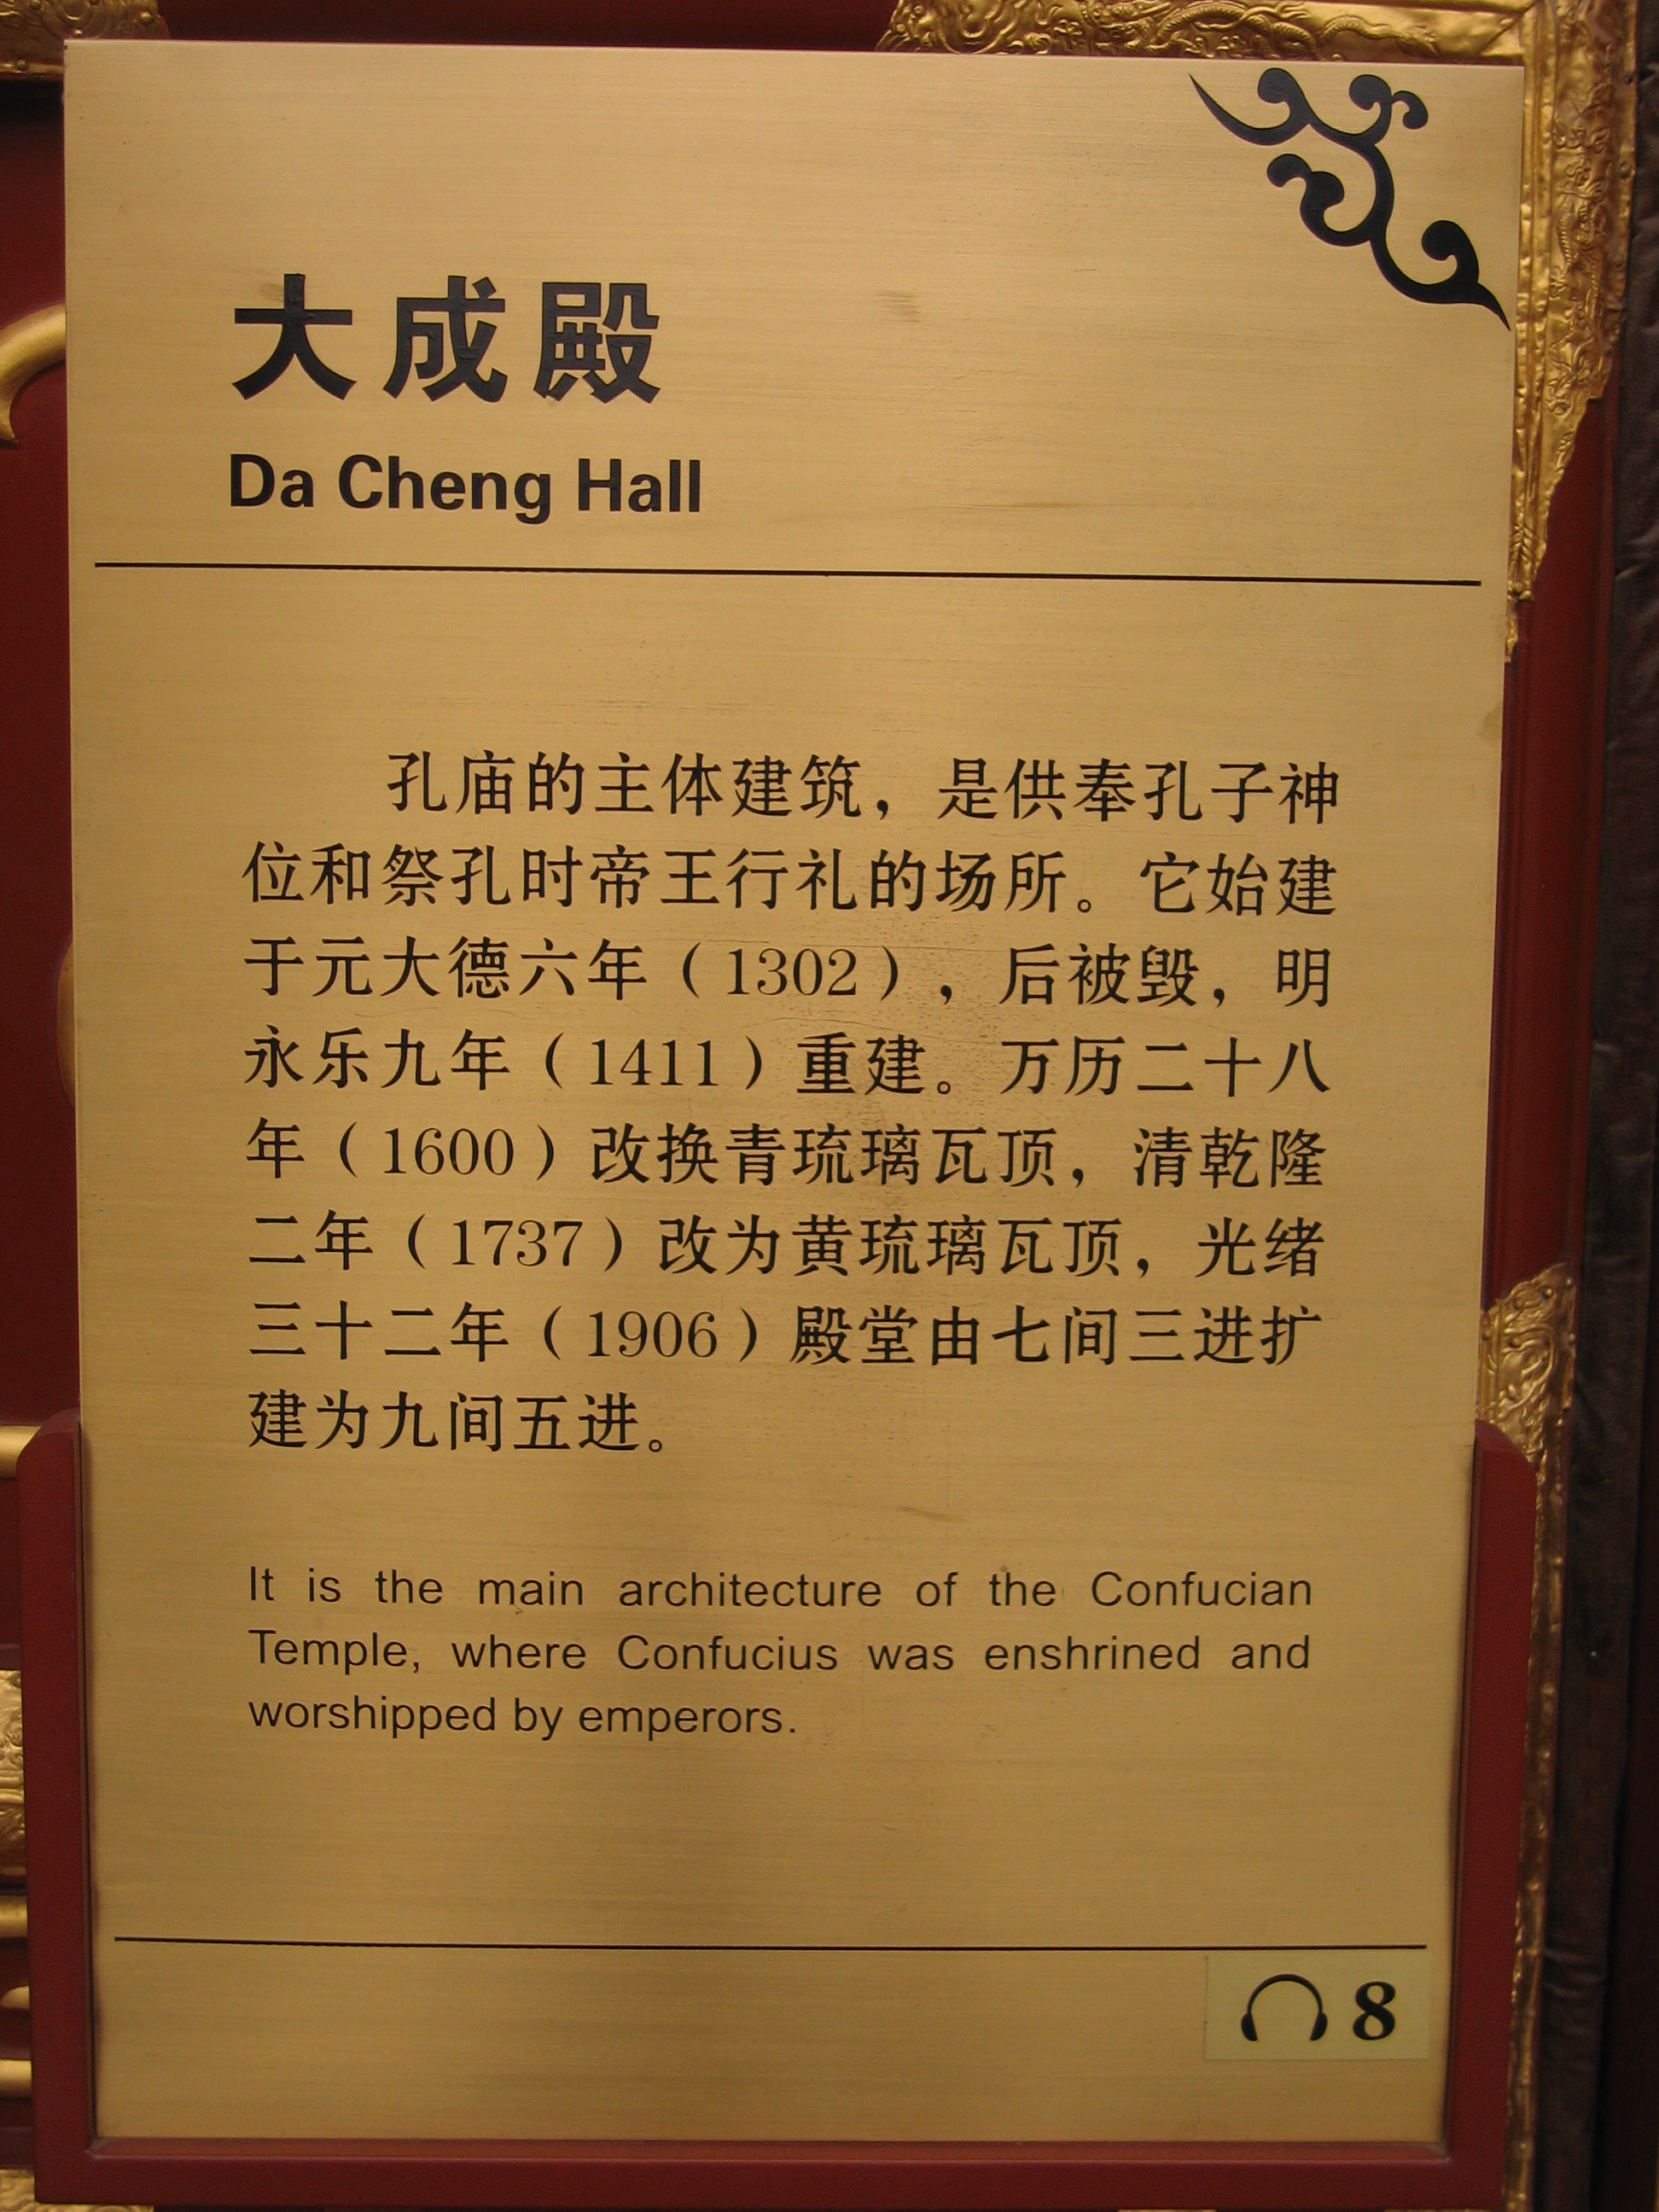 大成殿
Da Cheng Hall
孔庙的主体建筑，是供奉孔子神
位和祭孔时帝王行礼的场所。它始建
于元大德六年（1302），后被毁，明
永乐九年（1411）重建。万历二十八
年（1600）改换青琉璃瓦顶，清乾隆
二年（1737）改为黄琉璃瓦顶，光绪
三十二年（1906）殿堂由七间三进扩
建为九间五进。
It is the main architecture of the Confucian
Temple, where Confucius was enshrined and
worshipped by emperors.
8